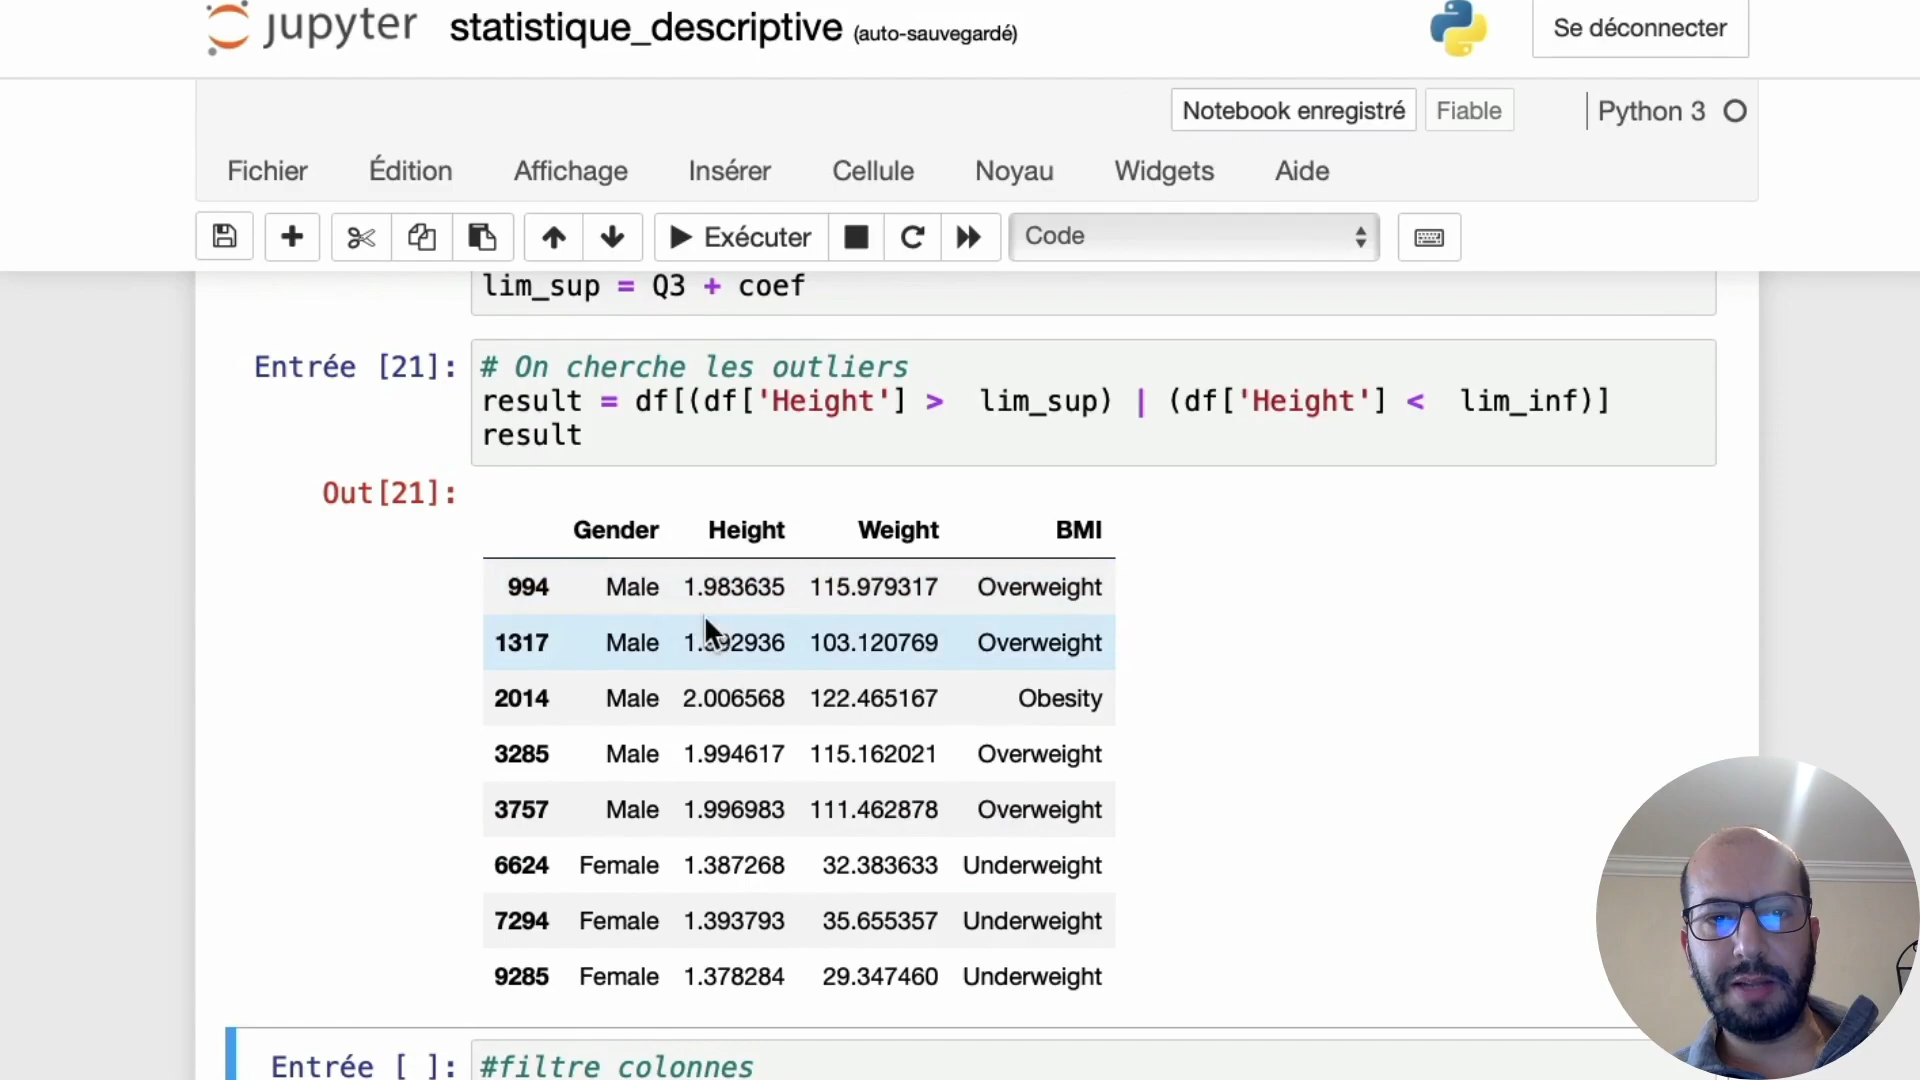 jupyter statistique_descriptive (auto-sauvegardé)
Se déconnecter
Notebook enregistré Fiable Python 3
Fichier Édition Affichage Insérer Cellule Noyau Widgets Aide
Exécuter Code
lim_sup = Q3 + coef
Entrée [21]: # On cherche les outliers
result = df[(df['Height'] > lim_sup) | (df['Height'] < lim_inf)]
result
Out[21]:
Gender Height Weight BMI
994 Male 1.983635 115.979317 Overweight
1317 Male 103.120769 Overweight
2014 Male 2.006568 122.465167 Obesity
3285 Male 1.994617 115.162021 Overweight
3757 Male 1.996983 111.462878 Overweight
6624 Female 1.387268 32.383633 Underweight
7294 Female 1.393793 35.655357 Underweight
9285 Female 1.378284 29.347460 Underweight
Entrée [ ]: #filtre colonnes